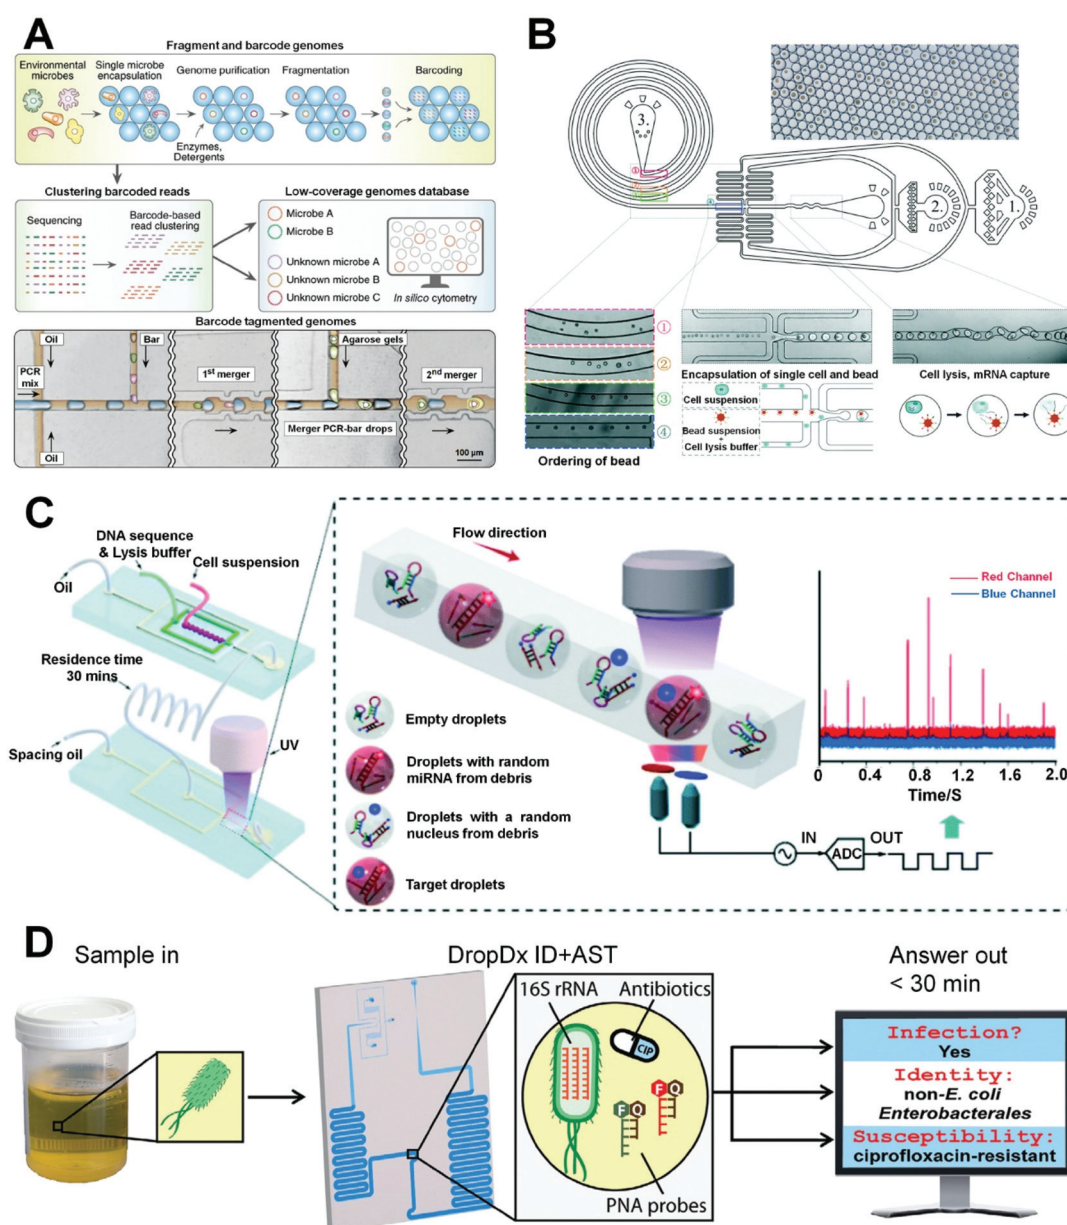 A
Fragment and barcode genomes
Environmental
microbes
Single microbe
encapsulation
Genome purification
Fragmentation
Barcoding
Enzymes,
Detergents
Clustering barcoded reads
Sequencing
Barcode-based
read clustering
Low-coverage genomes database
Microbe A
Microbe B
Unknown microbe A
Unknown microbe B
Unknown microbe C
In silico cytometry
Barcode tagmented genomes
Oil
Bar
Agarose gels
PCR
mix
1st merger
2nd merger
Merger PCR-bar drops
Oil
100 µm
B
3.
2.
1.
①
②
③
④
Ordering of bead
Encapsulation of single cell and bead
Cell suspension
Bead suspension
+
Cell lysis buffer
Cell lysis, mRNA capture
C
DNA sequence
& Lysis buffer
Cell suspension
Oil
Residence time
30 mins
Spacing oil
UV
Flow direction
Empty droplets
Droplets with random
miRNA from debris
Droplets with a random
nucleus from debris
Target droplets
Red Channel
Blue Channel
0 0.4 0.8 1.2 1.6 2.0
Time/S
IN
ADC
OUT
D
Sample in
DropDx ID+AST
Answer out
< 30 min
16S rRNA
Antibiotics
CIP
F Q
F Q
PNA probes
Infection?
Yes
Identity:
non-E. coli
Enterobacterales
Susceptibility:
ciprofloxacin-resistant